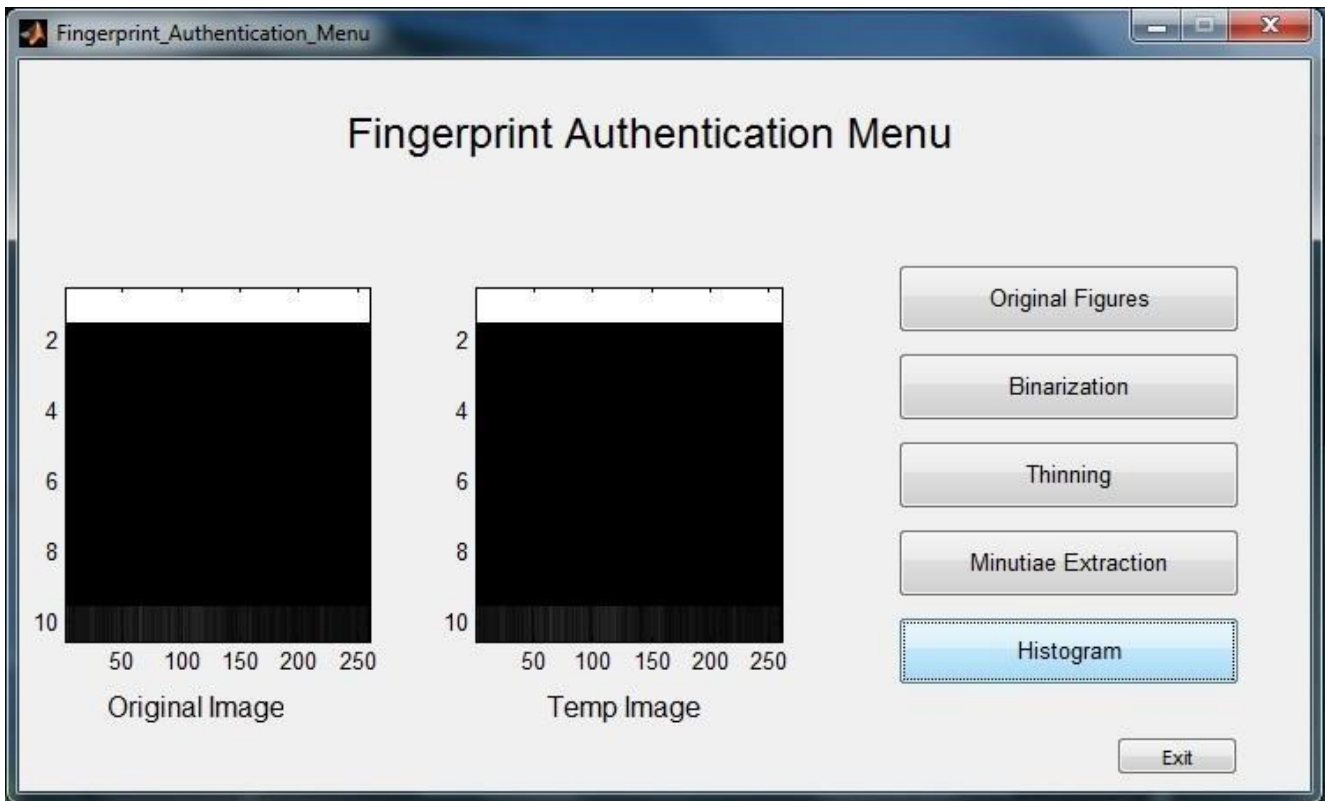 Fingerprint_Authentication_Menu
Fingerprint Authentication Menu
2
4
6
8
10
50 100 150 200 250
Original Image
2
4
6
8
10
50 100 150 200 250
Temp Image
Original Figures
Binarization
Thinning
Minutiae Extraction
Histogram
Exit